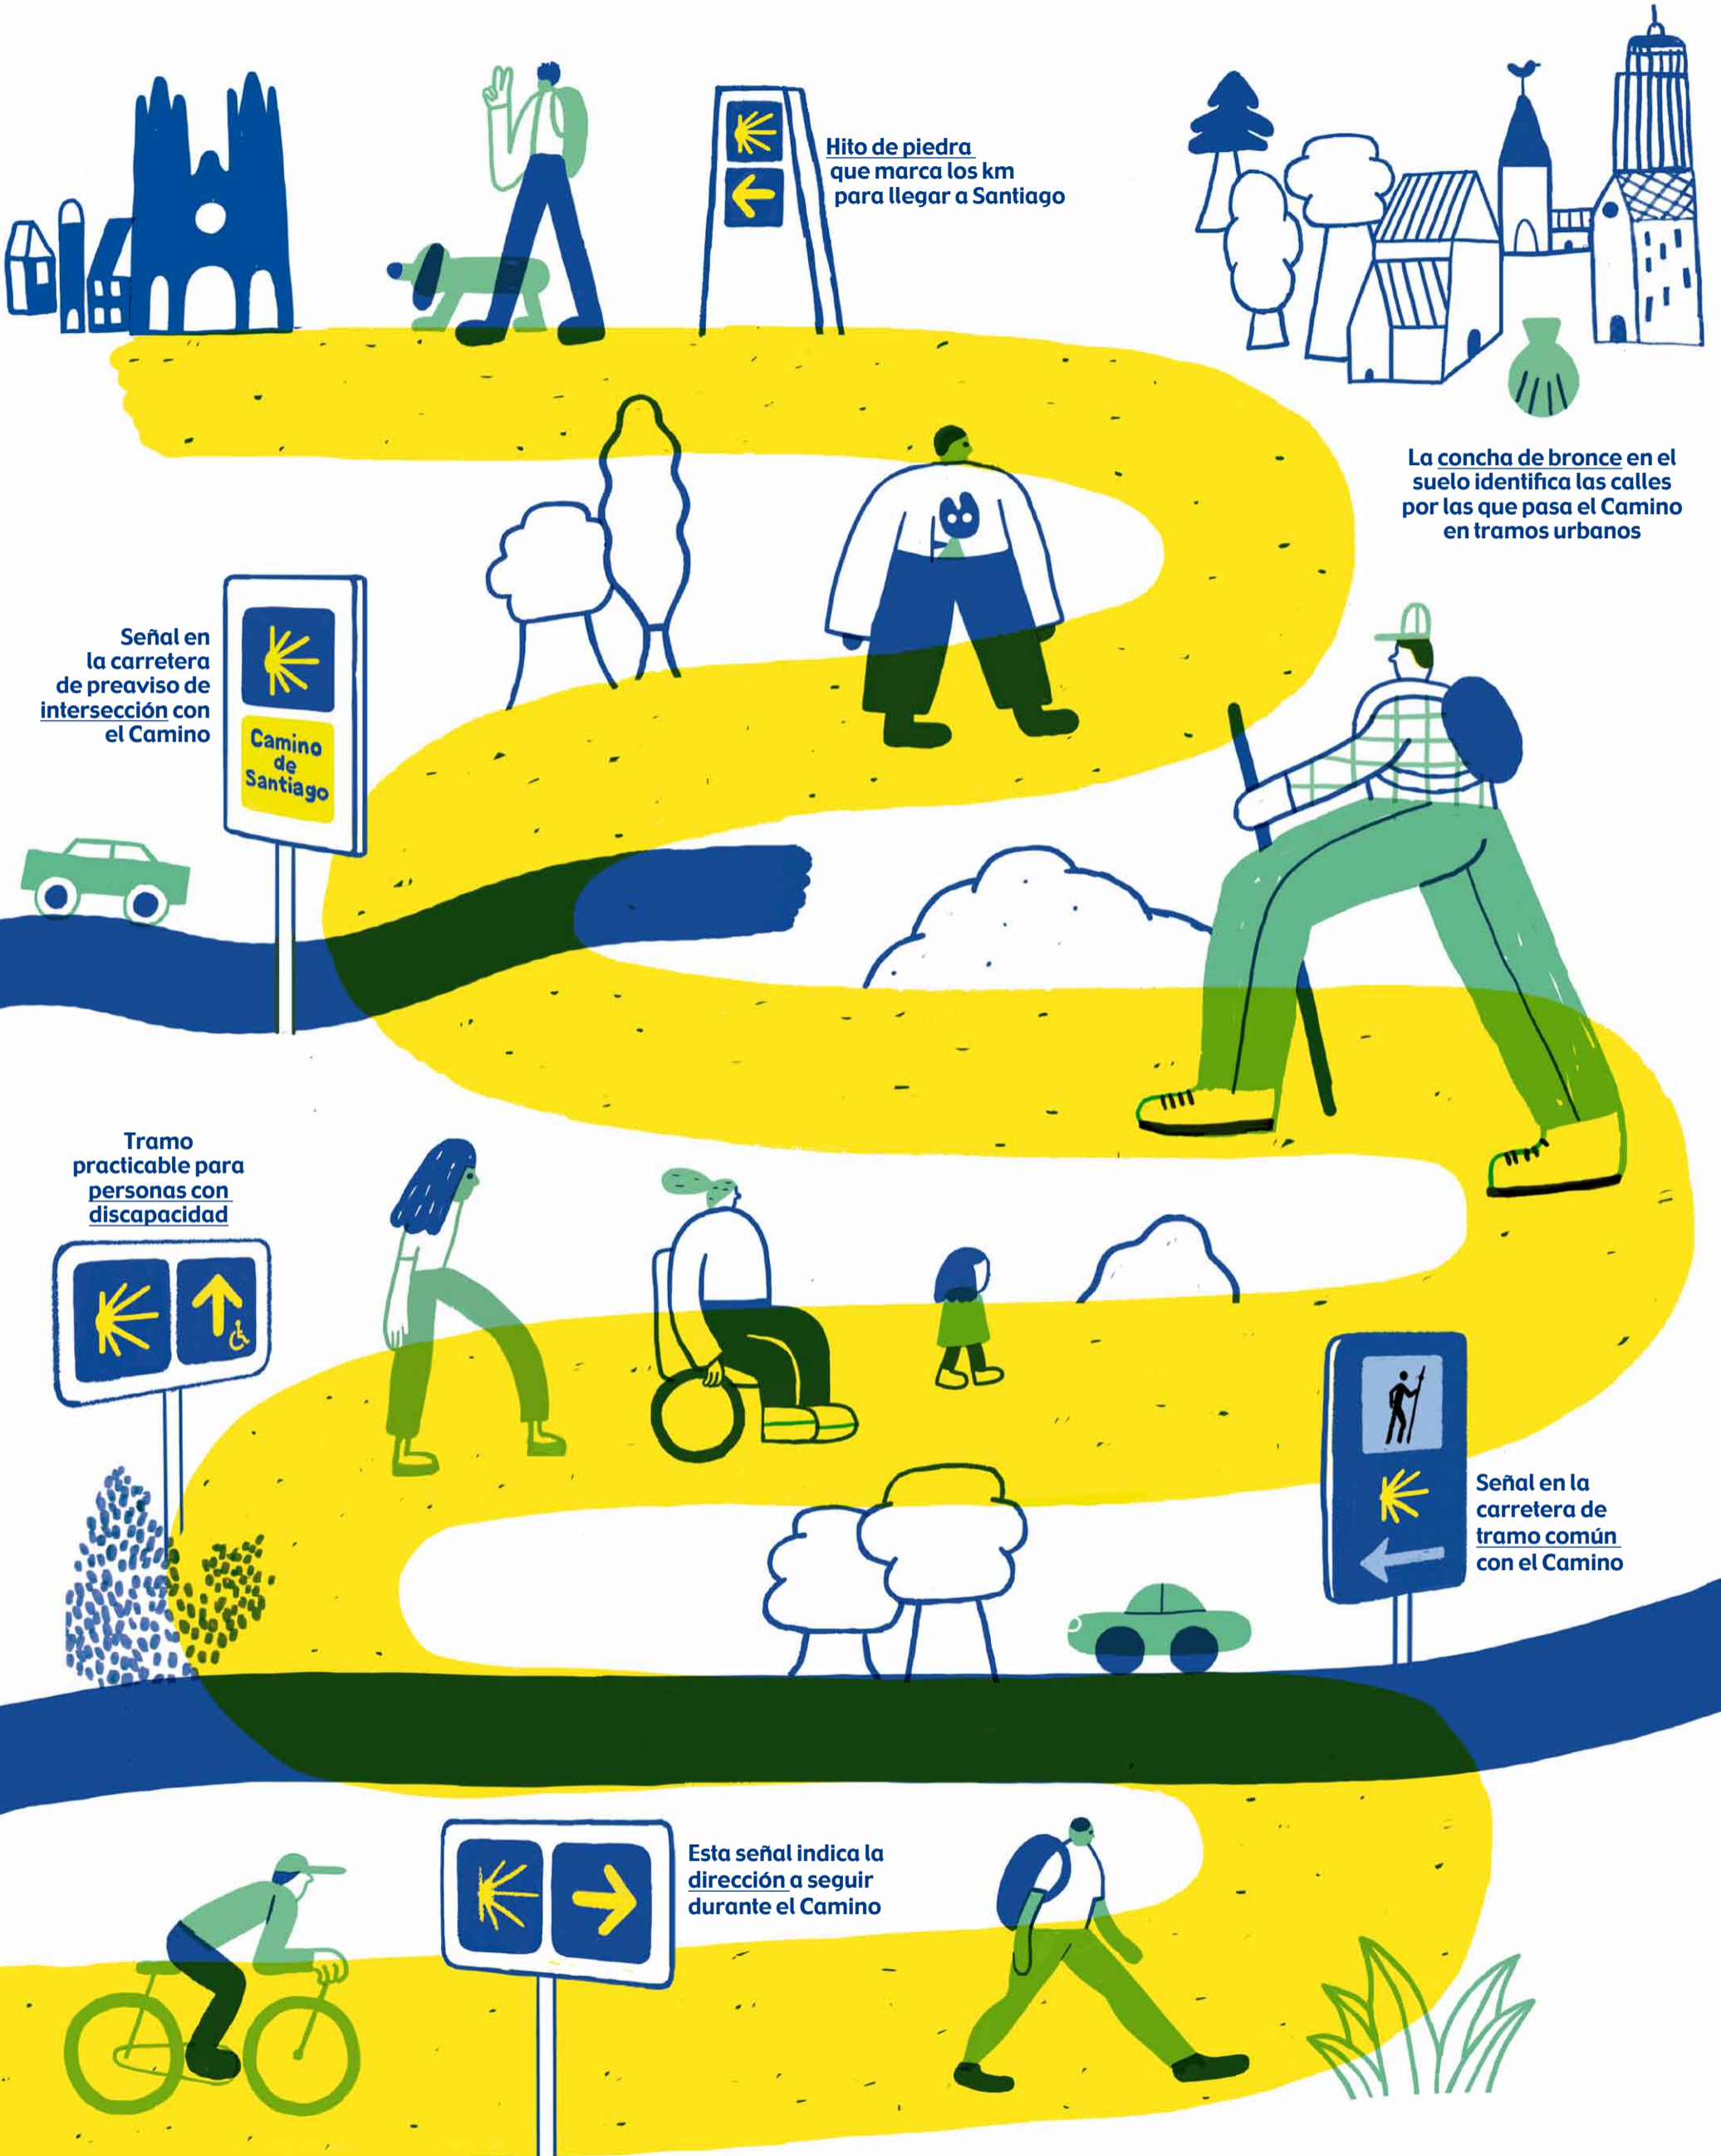 Hito de piedra
que marca los km
para llegar a Santiago
La concha de bronce en el
suelo identifica las calles
por las que pasa el Camino
en tramos urbanos
Señal en
la carretera
de preaviso de
intersección con
el Camino
Camino
de
Santiago
Tramo
practicable para
personas con
discapacidad
Señal en la
carretera de
tramo común
con el Camino
Esta señal indica la
dirección a seguir
durante el Camino